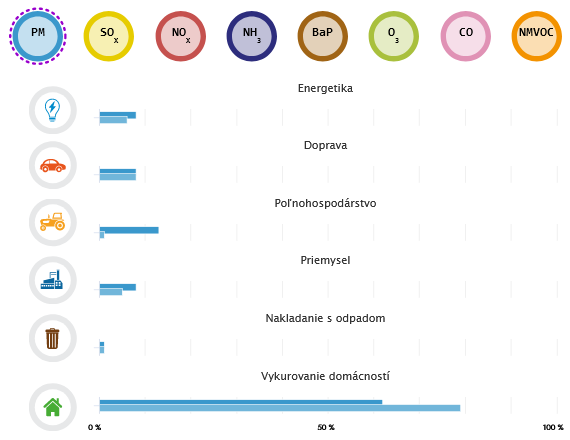 PM SOX NOX NH3 BaP O3 CO NMVOC
Energetika
Doprava
Poľnohospodárstvo
Priemysel
Nakladanie s odpadom
Vykurovanie domácností
0 % 50 % 100 %